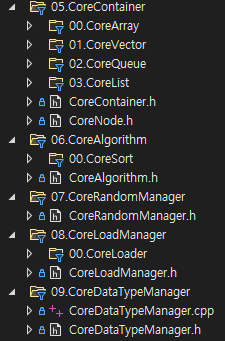 05.CoreContainer
00.CoreArray
01.CoreVector
02.CoreQueue
03.CoreList
CoreContainer.h
CoreNode.h
06.CoreAlgorithm
00.CoreSort
CoreAlgorithm.h
07.CoreRandomManager
CoreRandomManager.h
08.CoreLoadManager
00.CoreLoader
CoreLoadManager.h
09.CoreDataTypeManager
CoreDataTypeManager.cpp
CoreDataTypeManager.h